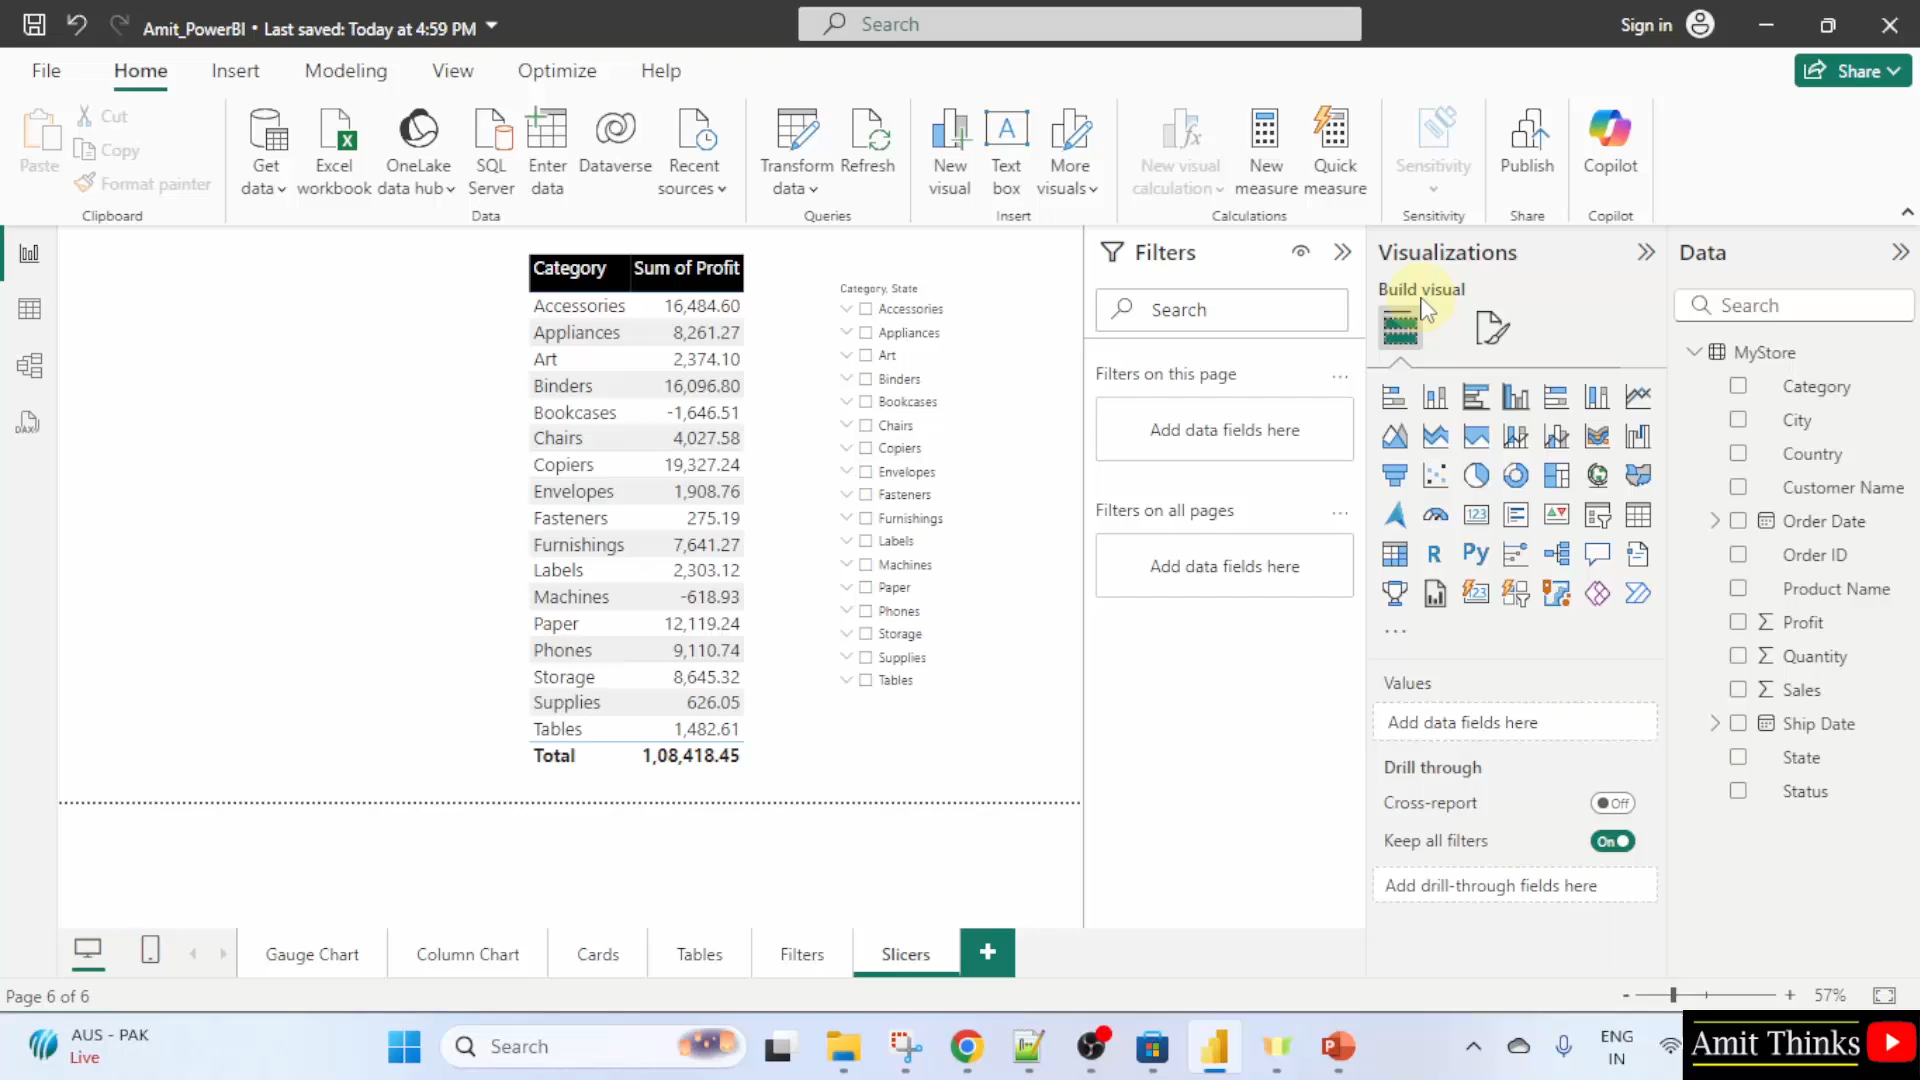 Amit_PowerBI • Last saved: Today at 4:59 PM
Search
Sign in
File Home Insert Modeling View Optimize Help
Share
Paste
Cut
Copy
Format painter
Clipboard
Get data
Excel workbook
OneLake data hub
SQL Server
Enter data
Dataverse
Recent sources
Data
Transform data
Refresh
Queries
New visual
Text box
More visuals
Insert
New visual calculation
New measure
Quick measure
Calculations
Sensitivity
Sensitivity
Publish
Share
Copilot
Copilot
Category Sum of Profit
Accessories 16,484.60
Appliances 8,261.27
Art 2,374.10
Binders 16,096.80
Bookcases -1,646.51
Chairs 4,027.58
Copiers 19,327.24
Envelopes 1,908.76
Fasteners 275.19
Furnishings 7,641.27
Labels 2,303.12
Machines -618.93
Paper 12,119.24
Phones 9,110.74
Storage 8,645.32
Supplies 626.05
Tables 1,482.61
Total 1,08,418.45
Category, State
Accessories
Appliances
Art
Binders
Bookcases
Chairs
Copiers
Envelopes
Fasteners
Furnishings
Labels
Machines
Paper
Phones
Storage
Supplies
Tables
Filters
Search
Filters on this page
Add data fields here
Filters on all pages
Add data fields here
Visualizations
Build visual
123
R
Py
123
Values
Add data fields here
Drill through
Cross-report Off
Keep all filters On
Add drill-through fields here
Data
Search
MyStore
Category
City
Country
Customer Name
Order Date
Order ID
Product Name
Profit
Quantity
Sales
Ship Date
State
Status
DAX
Gauge Chart Column Chart Cards Tables Filters Slicers
Page 6 of 6
57%
AUS - PAK
Live
Search
ENG
IN
Amit Thinks